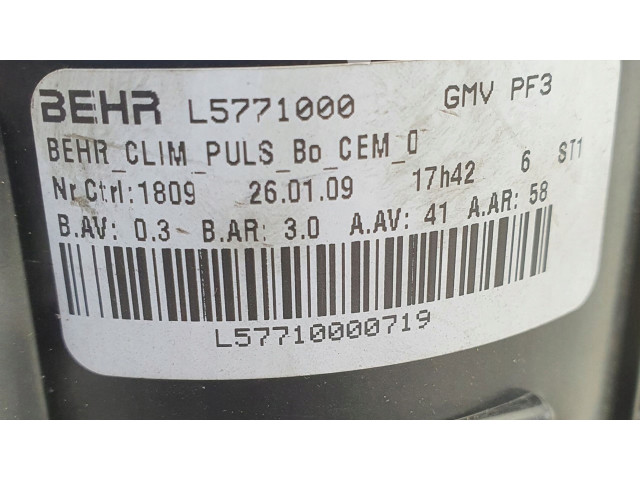 BEHR L5771000 GMV PF3
BEHR_CLIM_PULS_Bo_CEM_0
Nr.Ctrl:1809 26.01.09 17h42 6 ST1
B.AV: 0.3 B.AR: 3.0 A.AV: 41 A.AR: 58
L57710000719